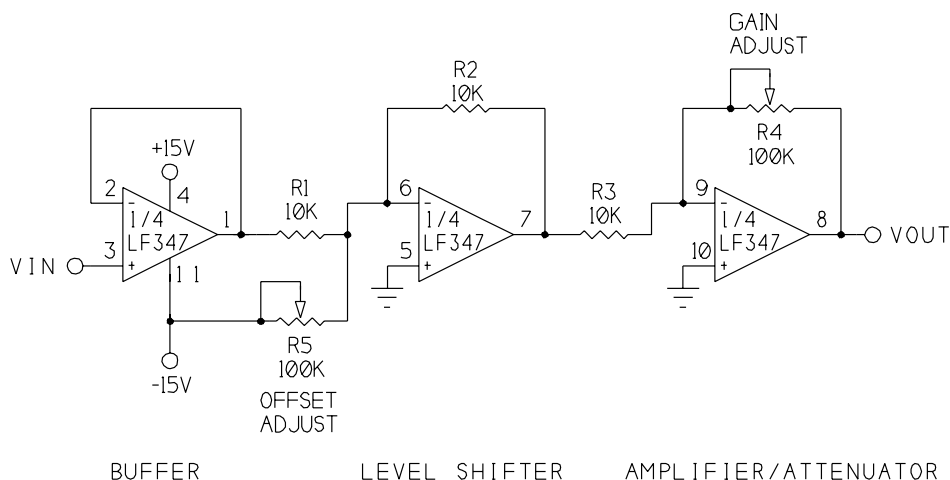 GAIN
ADJUST
R2
10K
R4
100K
+15V
2
4
1/4
LF347
1
3
11
VIN
R1
10K
6
1/4
LF347
7
5
R3
10K
9
1/4
LF347
8
10
VOUT
R5
100K
-15V
OFFSET
ADJUST
BUFFER
LEVEL SHIFTER
AMPLIFIER/ATTENUATOR